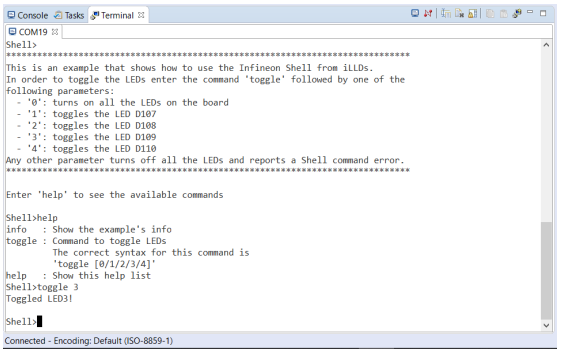 Console Tasks Terminal
COM19
Shell>
*******************************************************************************
This is an example that shows how to use the Infineon Shell from iLLDs.
In order to toggle the LEDs enter the command 'toggle' followed by one of the
following parameters:
- '0': turns on all the LEDs on the board
- '1': toggles the LED D107
- '2': toggles the LED D108
- '3': toggles the LED D109
- '4': toggles the LED D110
Any other parameter turns off all the LEDs and reports a Shell command error.
*******************************************************************************
Enter 'help' to see the available commands
Shell>help
info : Show the example's info
toggle : Command to toggle LEDs
The correct syntax for this command is
'toggle [0/1/2/3/4]'
help : Show this help list
Shell>toggle 3
Toggled LED3!
Shell>
Connected - Encoding: Default (ISO-8859-1)